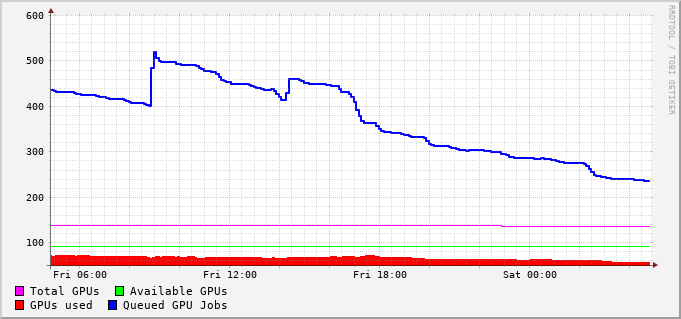 600
500
400
300
200
100
Fri 06:00 Fri 12:00 Fri 18:00 Sat 00:00
Total GPUs Available GPUs
GPUs used Queued GPU Jobs
RRDTOOL / TOBI OETIKER